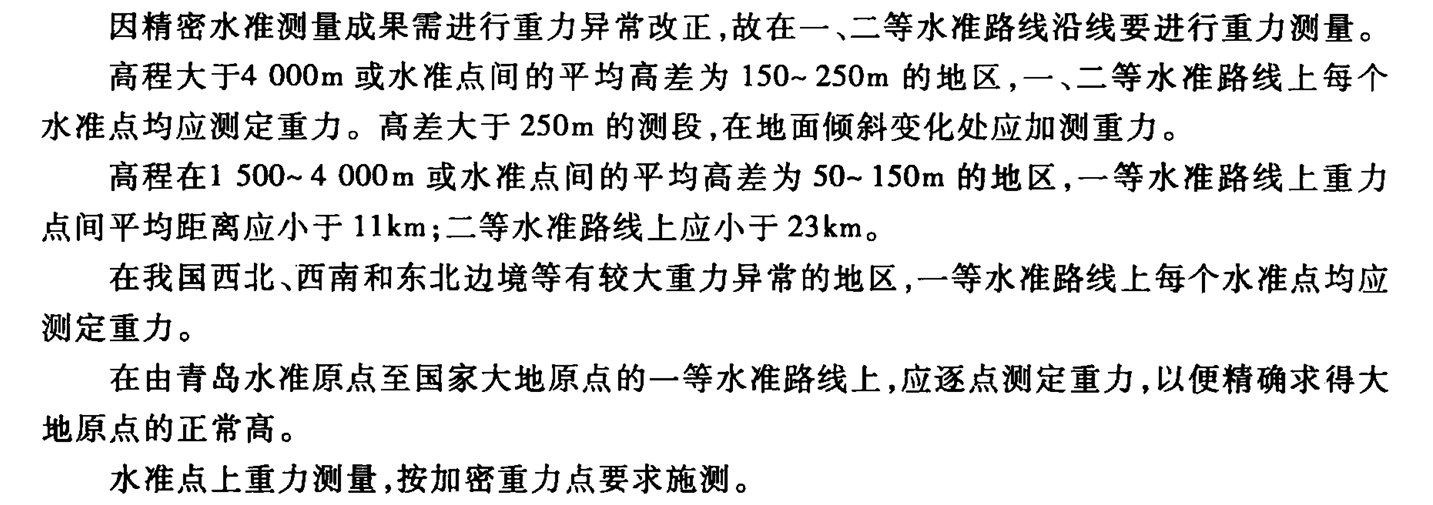 因精密水准测量成果需进行重力异常改正,故在一、二等水准路线沿线要进行重力测量。
高程大于4 000m 或水准点间的平均高差为 150~250m 的地区,一、二等水准路线上每个
水准点均应测定重力。高差大于 250m 的测段,在地面倾斜变化处应加测重力。
高程在1 500~4 000m 或水准点间的平均高差为 50~150m 的地区,一等水准路线上重力
点间平均距离应小于 11km;二等水准路线上应小于 23km。
在我国西北、西南和东北边境等有较大重力异常的地区,一等水准路线上每个水准点均应
测定重力。
在由青岛水准原点至国家大地原点的一等水准路线上,应逐点测定重力,以便精确求得大
地原点的正常高。
水准点上重力测量,按加密重力点要求施测。